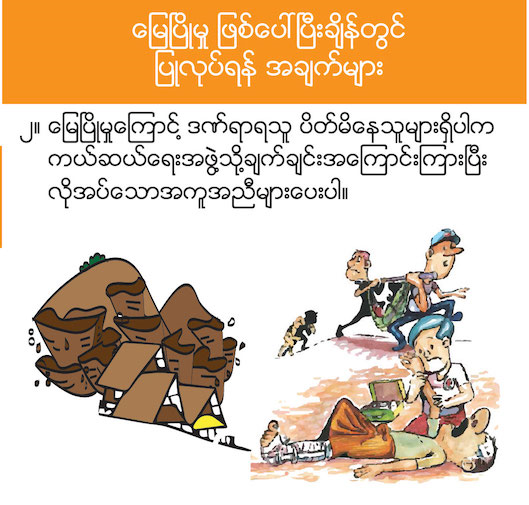 မြေပြိုမှု ဖြစ်ပေါ်ပြီးချိန်တွင်
ပြုလုပ်ရန် အချက်များ
၂။ မြေပြိုမှုကြောင့် ဒဏ်ရာရသူ ပိတ်မိနေသူများရှိပါက
ကယ်ဆယ်ရေးအဖွဲ့သို့ချက်ချင်းအကြောင်းကြားပြီး
လိုအပ်သောအကူအညီများပေးပါ။